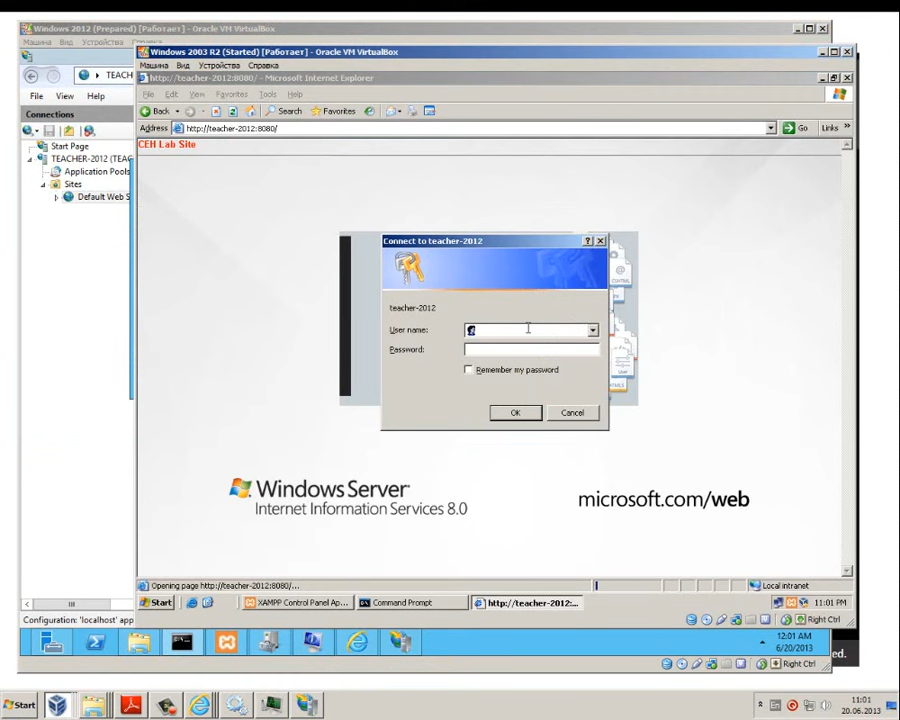 Windows 2012 (Prepared) [Работает] - Oracle VM VirtualBox
Машина Вид Устройства Справка
Windows 2003 R2 (Started) [Работает] - Oracle VM VirtualBox
Машина Вид Устройства Справка
http://teacher-2012:8080/ - Microsoft Internet Explorer
File Edit View Favorites Tools Help
Back Search Favorites
Address http://teacher-2012:8080/ Go Links »
CEH Lab Site
TEACH
File View Help
Connections
Start Page
TEACHER-2012 (TEAC
Application Pools
Sites
Default Web S
Connect to teacher-2012
teacher-2012
User name:
Password:
Remember my password
OK Cancel
Windows Server
Internet Information Services 8.0
microsoft.com/web
Opening page http://teacher-2012:8080/...
Local intranet
Start XAMPP Control Panel Ap... Command Prompt http://teacher-2012:... 11:01 PM
Configuration: 'localhost' app
Right Ctrl
12:01 AM
6/20/2013
ed.
Right Ctrl
Start
11:01
20.06.2013